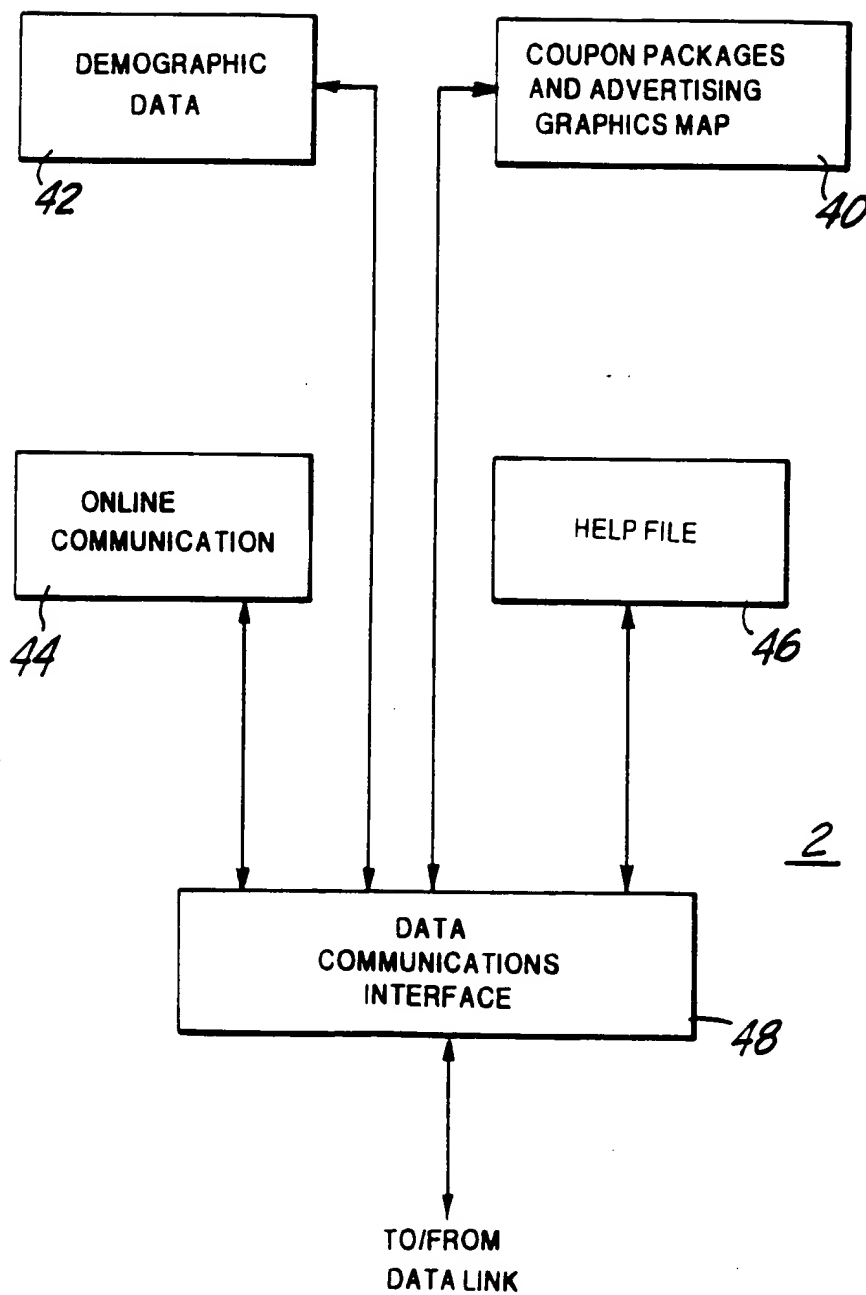 DEMOGRAPHIC
DATA
42
COUPON PACKAGES
AND ADVERTISING
GRAPHICS MAP
40
ONLINE
COMMUNICATION
44
HELP FILE
46
2
DATA
COMMUNICATIONS
INTERFACE
48
TO/FROM
DATA LINK